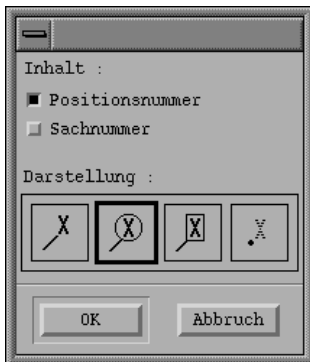 Inhalt :
Positionsnummer
Sachnummer
Darstellung :
X X X X
OK Abbruch